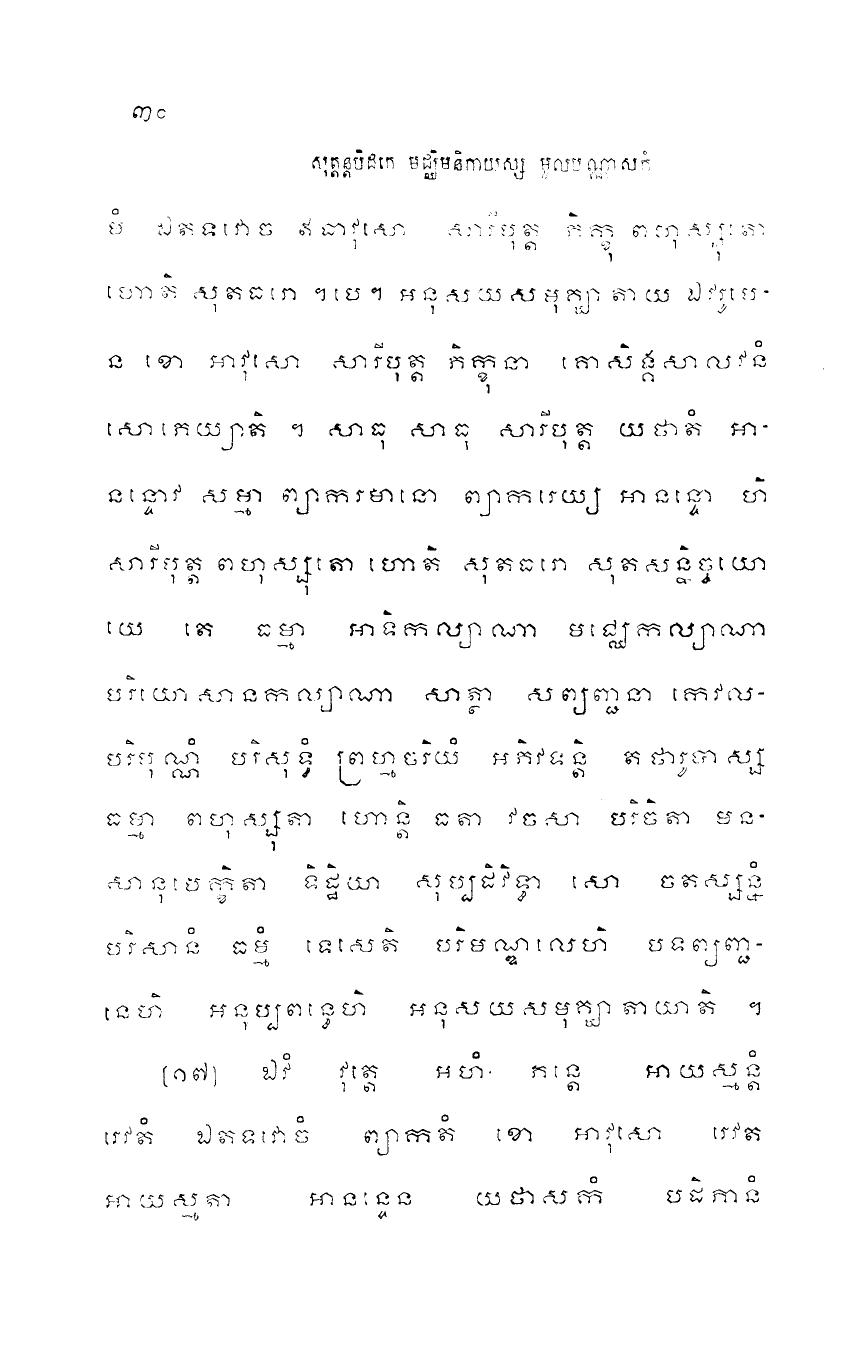 ៣០
សុត្តន្តបិដកេ មជ្ឈិមនិកាយស្ស មូលបណ្ណាសកំ
មំ ឯតទវោច ឥធាវុសោ សារីបុត្ត ភិក្ខុ ពហុស្សុតោ
ហោតិ សុតធរោ ។បេ។ អនុសយសមុគ្ឃាតាយ ឯវរូបេ-
ន ខោ អាវុសោ សារីបុត្ត ភិក្ខុនា គោសិង្គសាលវនំ
សោភេយ្យាតិ ។ សាធុ សាធុ សារីបុត្ត យថាតំ អា-
នន្ទោវ សម្មា ព្យាករមានោ ព្យាករេយ្យ អានន្ទោ ហិ
សារីបុត្ត ពហុស្សុតោ ហោតិ សុតធរោ សុតសន្និច្ចយោ
យេ តេ ធម្មា អាទិកល្យាណា មជ្ឈេកល្យាណា
បរិយោសានកល្យាណា សាត្ថា សព្យញ្ជនា កេវល-
បរិបុណ្ណំ បរិសុទ្ធំ ព្រហ្មចរិយំ អភិវទន្តិ តថារូបាស្ស
ធម្មា ពហុស្សុតា ហោន្តិ ធតា វចសា បរិចិតា មន-
សានុបេក្ខិតា ទិដ្ឋិយា សុប្បដិវិទ្ធា សោ ចតស្សន្នំ
បរិសានំ ធម្មំ ទេសេតិ បរិមណ្ឌលេហិ បទព្យញ្ជ-
នេហិ អនុប្បពន្ធេហិ អនុសយសមុគ្ឃាតាយាតិ ។
[១៧] ឯវំ វុត្តេ អហំ ភន្តេ អាយស្មន្តំ
រេវតំ ឯតទវោចំ ព្យាកតំ ខោ អាវុសោ រេវត
អាយស្មតា អានន្ទេន យថាសកំ បដិភានំ